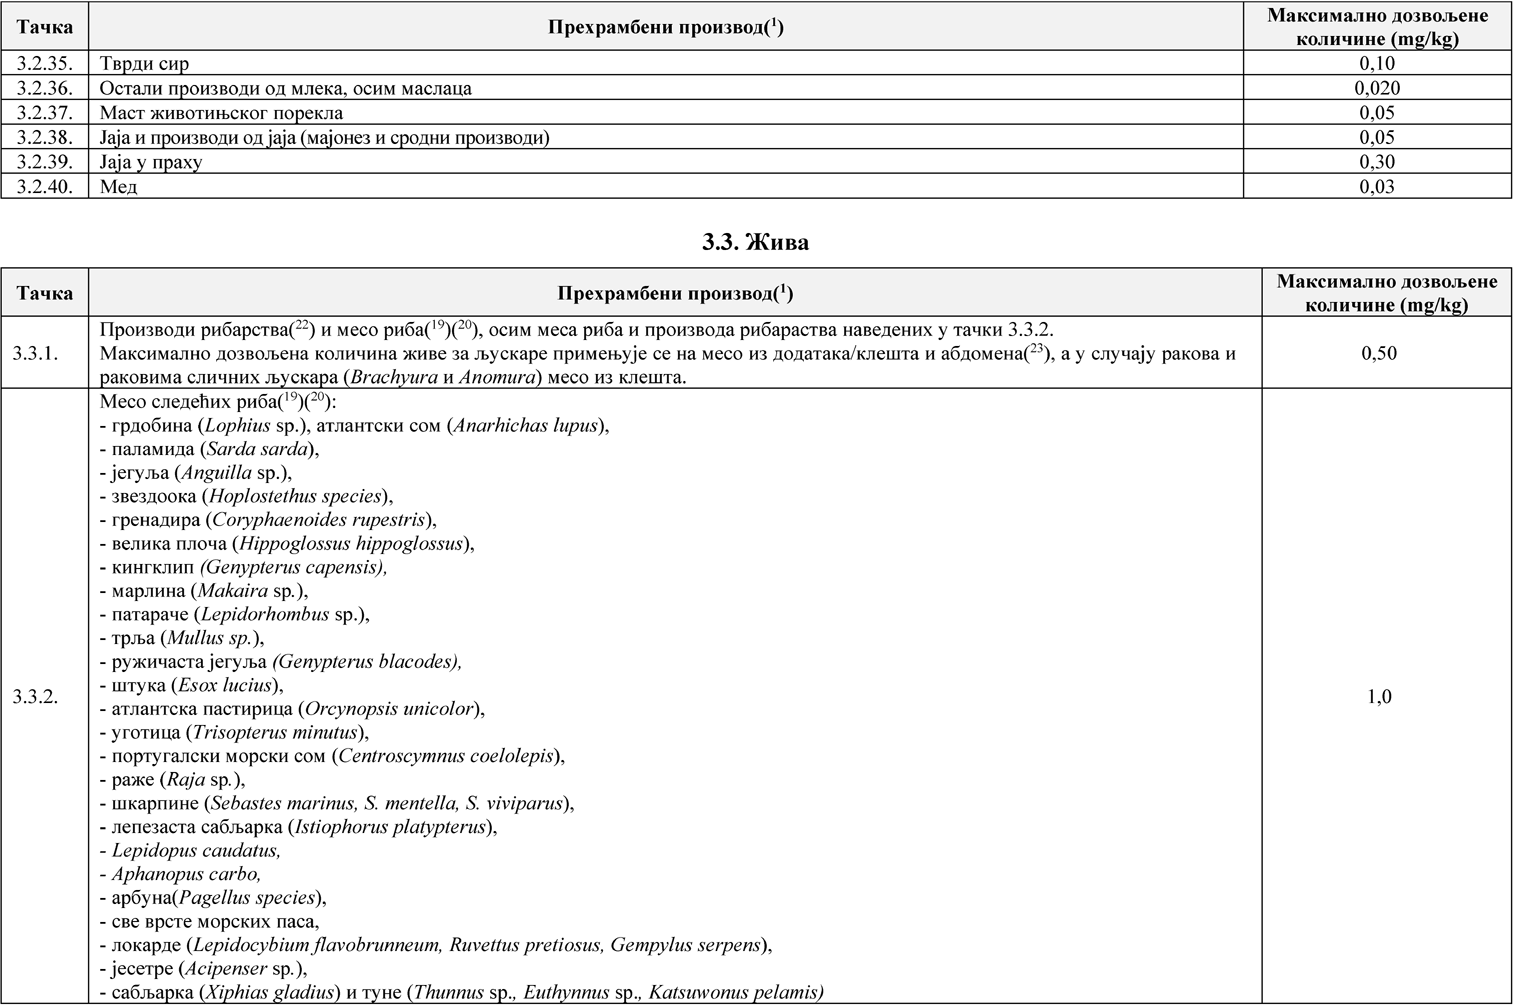 Тачка Прехрамбени производ(1) Максимално дозвољене количине (mg/kg)
3.2.35. Тврди сир 0,10
3.2.36. Остали производи од млека, осим маслаца 0,020
3.2.37. Маст животињског порекла 0,05
3.2.38. Јаја и производи од јаја (мајонез и сродни производи) 0,05
3.2.39. Јаја у праху 0,30
3.2.40. Мед 0,03
3.3. Жива
Тачка Прехрамбени производ(1) Максимално дозвољене количине (mg/kg)
3.3.1. Производи рибарства(22) и месо риба(19)(20), осим меса риба и производа рибараства наведених у тачки 3.3.2.
Максимално дозвољена количина живе за љускаре примењује се на месо из додатака/клешта и абдомена(23), а у случају ракова и
раковима сличних љускара (Brachyura и Anomura) месо из клешта. 0,50
3.3.2. Месо следећих риба(19)(20):
- грдобина (Lophius sp.), атлантски сом (Anarhichas lupus),
- паламида (Sarda sarda),
- јегуља (Anguilla sp.),
- звездоока (Hoplostethus species),
- гренадира (Coryphaenoides rupestris),
- велика плоча (Hippoglossus hippoglossus),
- кингклип (Genypterus capensis),
- марлина (Makaira sp.),
- патараче (Lepidorhombus sp.),
- трља (Mullus sp.),
- ружичаста јегуља (Genypterus blacodes),
- штука (Esox lucius),
- атлантска пастирица (Orcynopsis unicolor),
- уготица (Trisopterus minutus),
- португалски морски сом (Centroscymnus coelolepis),
- раже (Raja sp.),
- шкарпине (Sebastes marinus, S. mentella, S. viviparus),
- лепезаста сабљарка (Istiophorus platypterus),
- Lepidopus caudatus,
- Aphanopus carbo,
- арбуна(Pagellus species),
- све врсте морских паса,
- локарде (Lepidocybium flavobrunneum, Ruvettus pretiosus, Gempylus serpens),
- јесетре (Acipenser sp.),
- сабљарка (Xiphias gladius) и туне (Thunnus sp., Euthynnus sp., Katsuwonus pelamis) 1,0